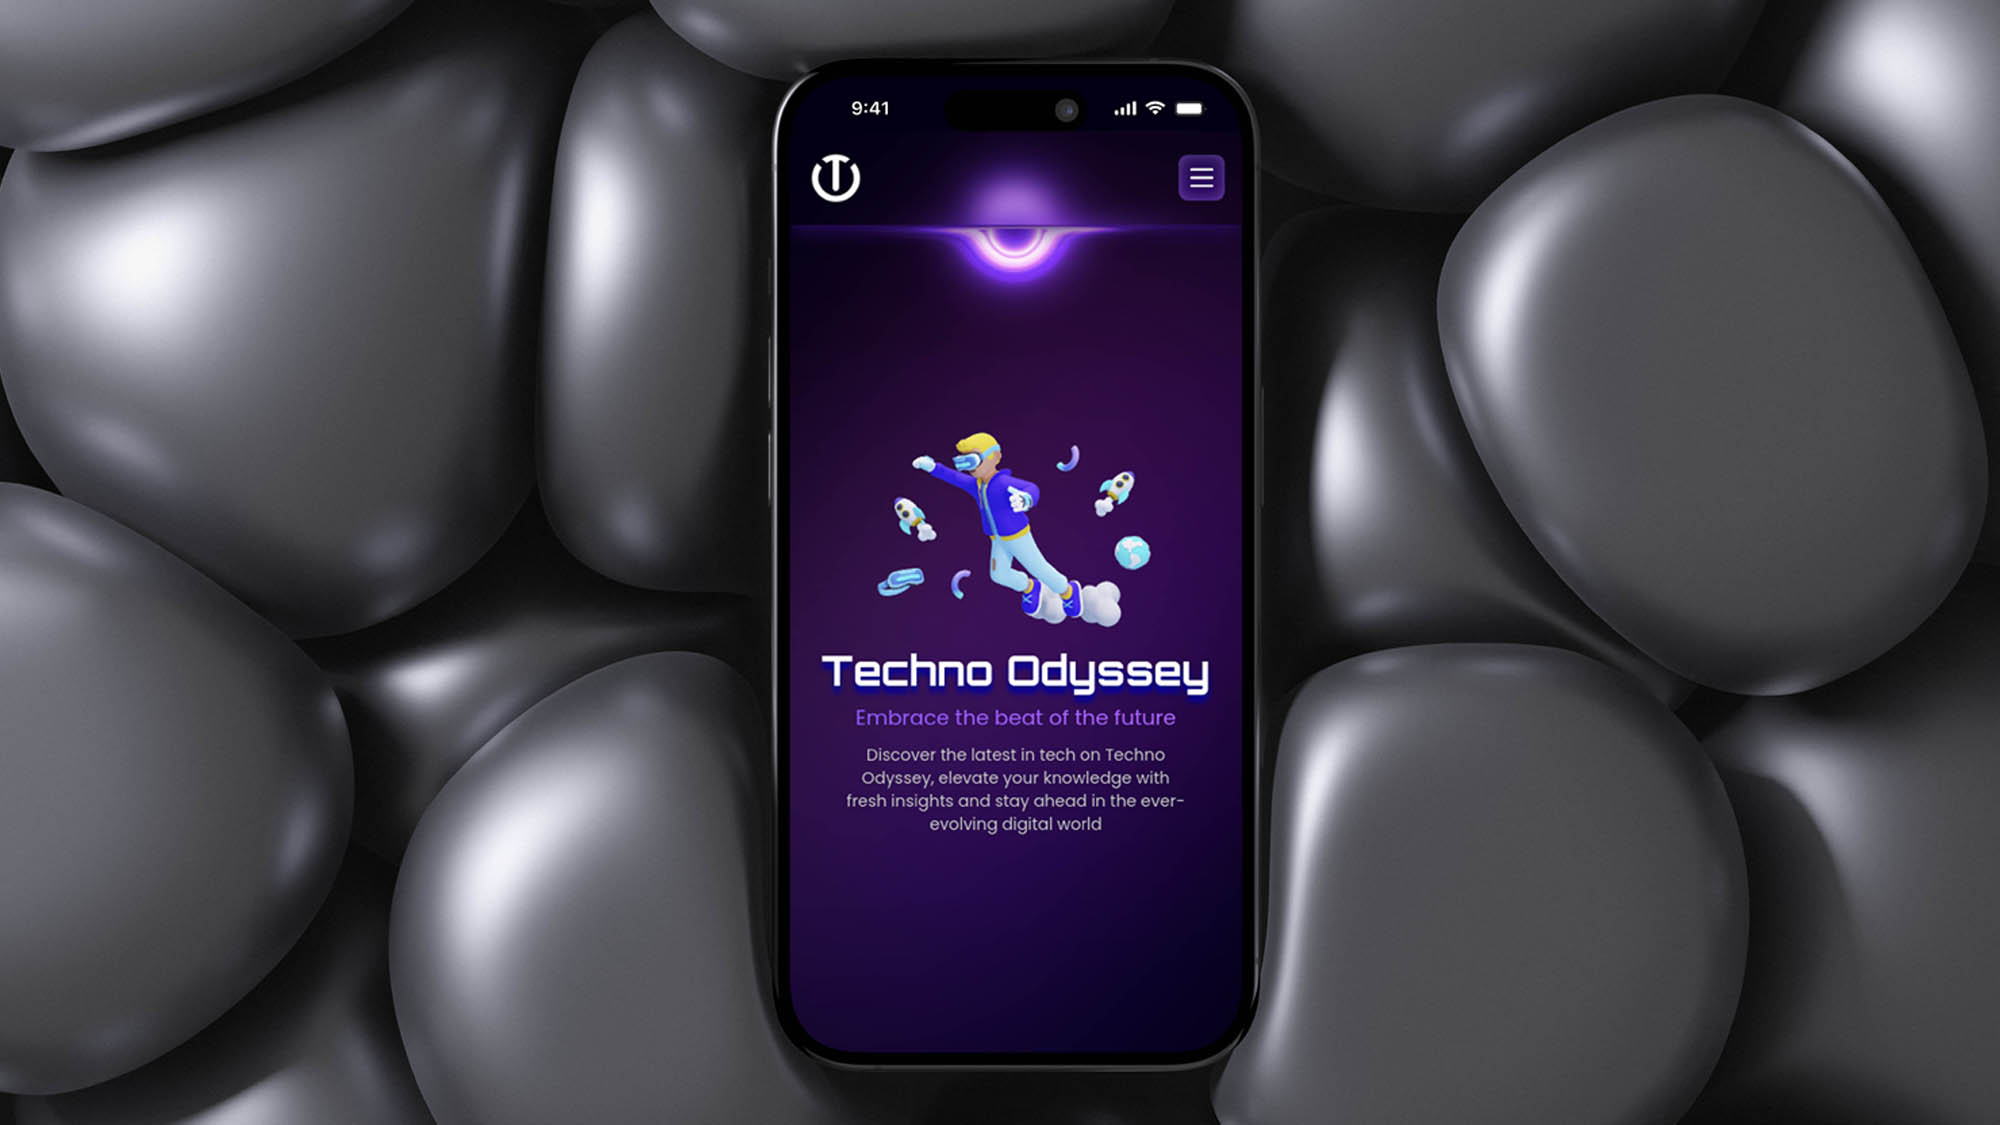 9:41
Techno Odyssey
Embrace the beat of the future
Discover the latest in tech on Techno
Odyssey, elevate your knowledge with
fresh insights and stay ahead in the ever-
evolving digital world